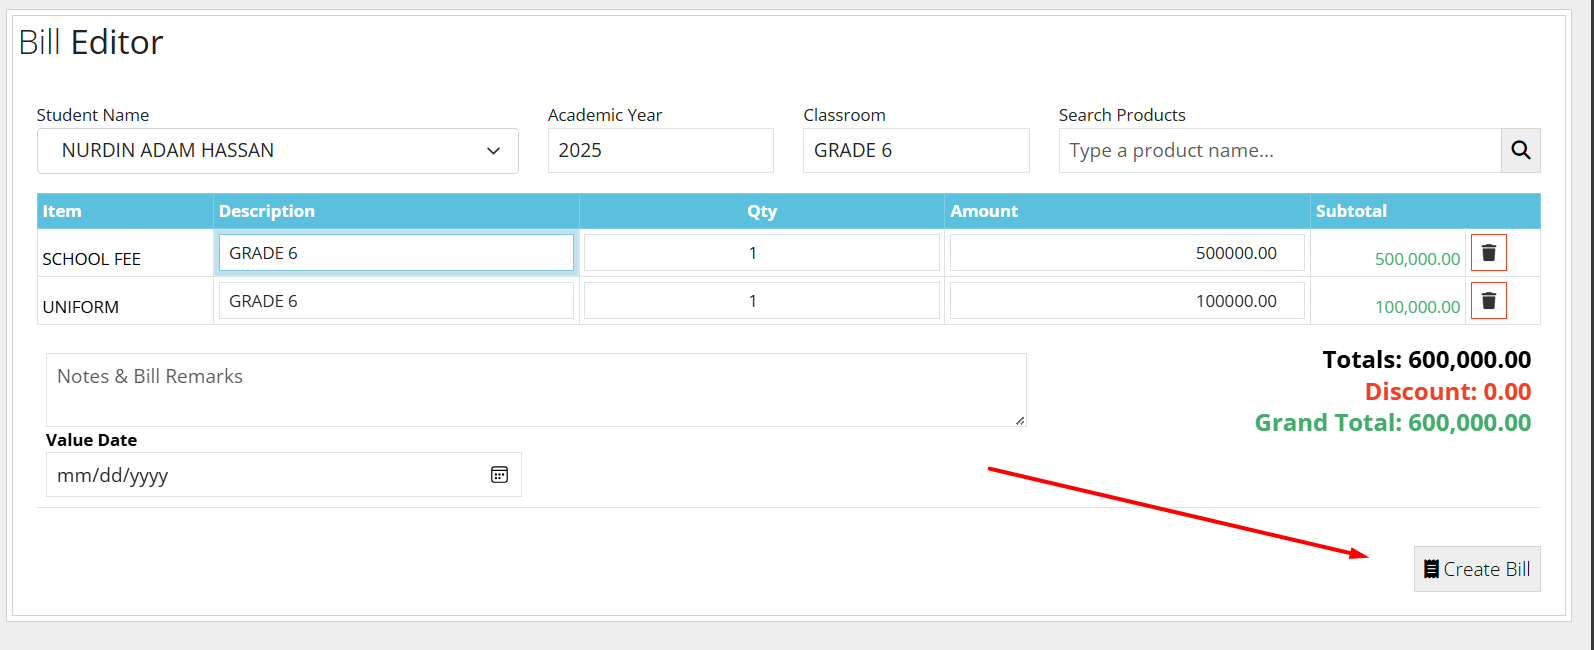 Bill Editor
Student Name Academic Year Classroom Search Products
NURDIN ADAM HASSAN 2025 GRADE 6 Type a product name...
Item Description Qty Amount Subtotal
SCHOOL FEE GRADE 6 1 500000.00 500,000.00
UNIFORM GRADE 6 1 100000.00 100,000.00
Notes & Bill Remarks
Totals: 600,000.00
Discount: 0.00
Grand Total: 600,000.00
Value Date
mm/dd/yyyy
Create Bill